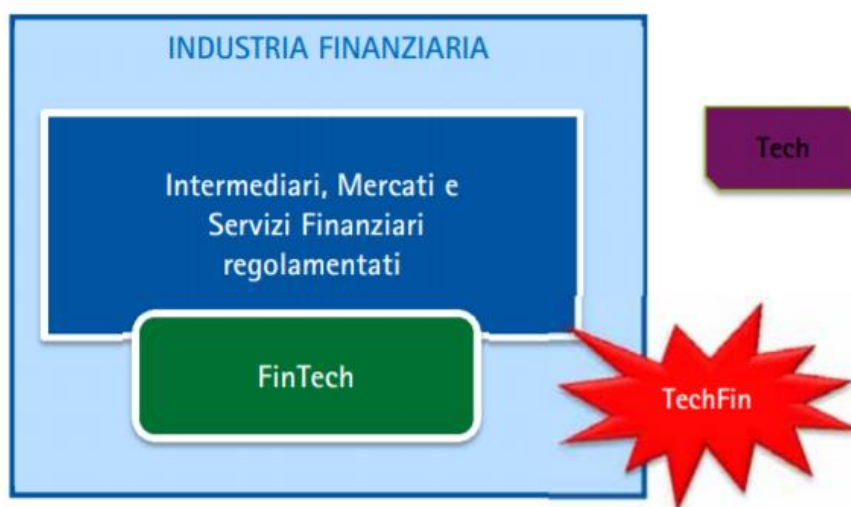 INDUSTRIA FINANZIARIA
Intermediari, Mercati e
Servizi Finanziari
regolamentati
Tech
FinTech
TechFin